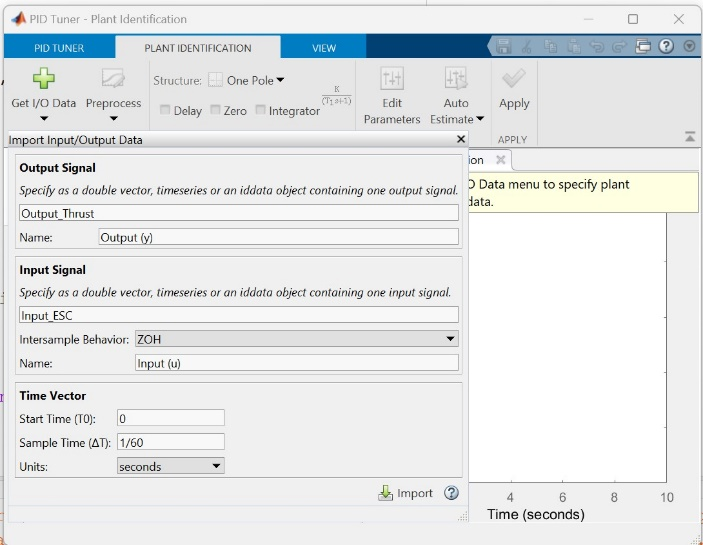 PID Tuner - Plant Identification
PID TUNER PLANT IDENTIFICATION VIEW
Get I/O Data Preprocess
Structure: One Pole
Delay Zero Integrator
K
(T₁ s+1)
Edit Parameters
Auto Estimate
Apply
APPLY
Import Input/Output Data
Output Signal
Specify as a double vector, timeseries or an iddata object containing one output signal.
Output_Thrust
Name: Output (y)
Input Signal
Specify as a double vector, timeseries or an iddata object containing one input signal.
Input_ESC
Intersample Behavior: ZOH
Name: Input (u)
Time Vector
Start Time (T0): 0
Sample Time (ΔT): 1/60
Units: seconds
Import
ion
O Data menu to specify plant
data.
4 6 8 10
Time (seconds)